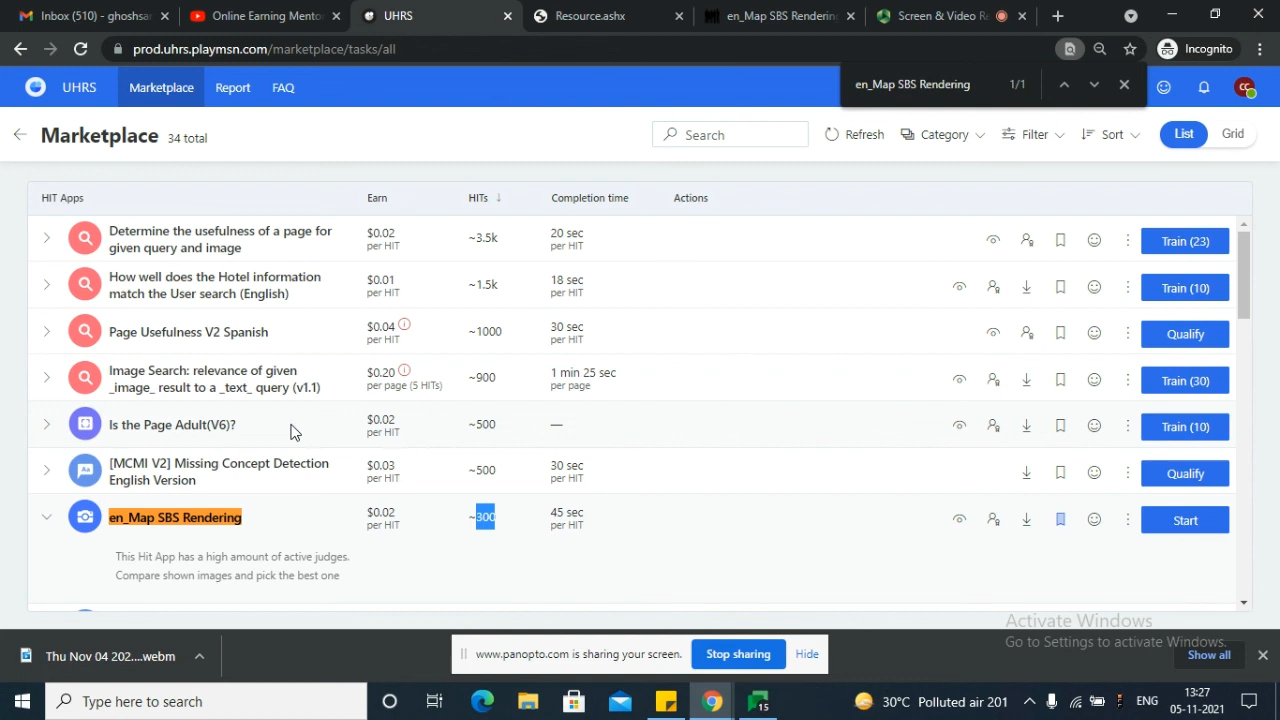 Inbox (510) - ghoshsa
Online Earning Mento
UHRS
Resource.ashx
en_Map SBS Renderin
Screen & Video Re
prod.uhrs.playmsn.com/marketplace/tasks/all
Incognito
UHRS
Marketplace
Report
FAQ
en_Map SBS Rendering
1/1
CC
Marketplace 34 total
Search
Refresh
Category
Filter
Sort
List
Grid
HIT Apps
Earn
HITs ↓
Completion time
Actions
Determine the usefulness of a page for
given query and image
$0.02
per HIT
~3.5k
20 sec
per HIT
Train (23)
How well does the Hotel information
match the User search (English)
$0.01
per HIT
~1.5k
18 sec
per HIT
Train (10)
Page Usefulness V2 Spanish
$0.04
per HIT
~1000
30 sec
per HIT
Qualify
Image Search: relevance of given
_image_ result to a _text_ query (v1.1)
$0.20
per page (5 HITs)
~900
1 min 25 sec
per page
Train (30)
Is the Page Adult(V6)?
$0.02
per HIT
~500
—
Train (10)
[MCMI V2] Missing Concept Detection
English Version
$0.03
per HIT
~500
30 sec
per HIT
Qualify
en_Map SBS Rendering
$0.02
per HIT
~300
45 sec
per HIT
Start
This Hit App has a high amount of active judges.
Compare shown images and pick the best one
Activate Windows
Go to Settings to activate Windows.
Thu Nov 04 202....webm
www.panopto.com is sharing your screen.
Stop sharing
Hide
Show all
Type here to search
15
30°C Polluted air 201
ENG
13:27
05-11-2021